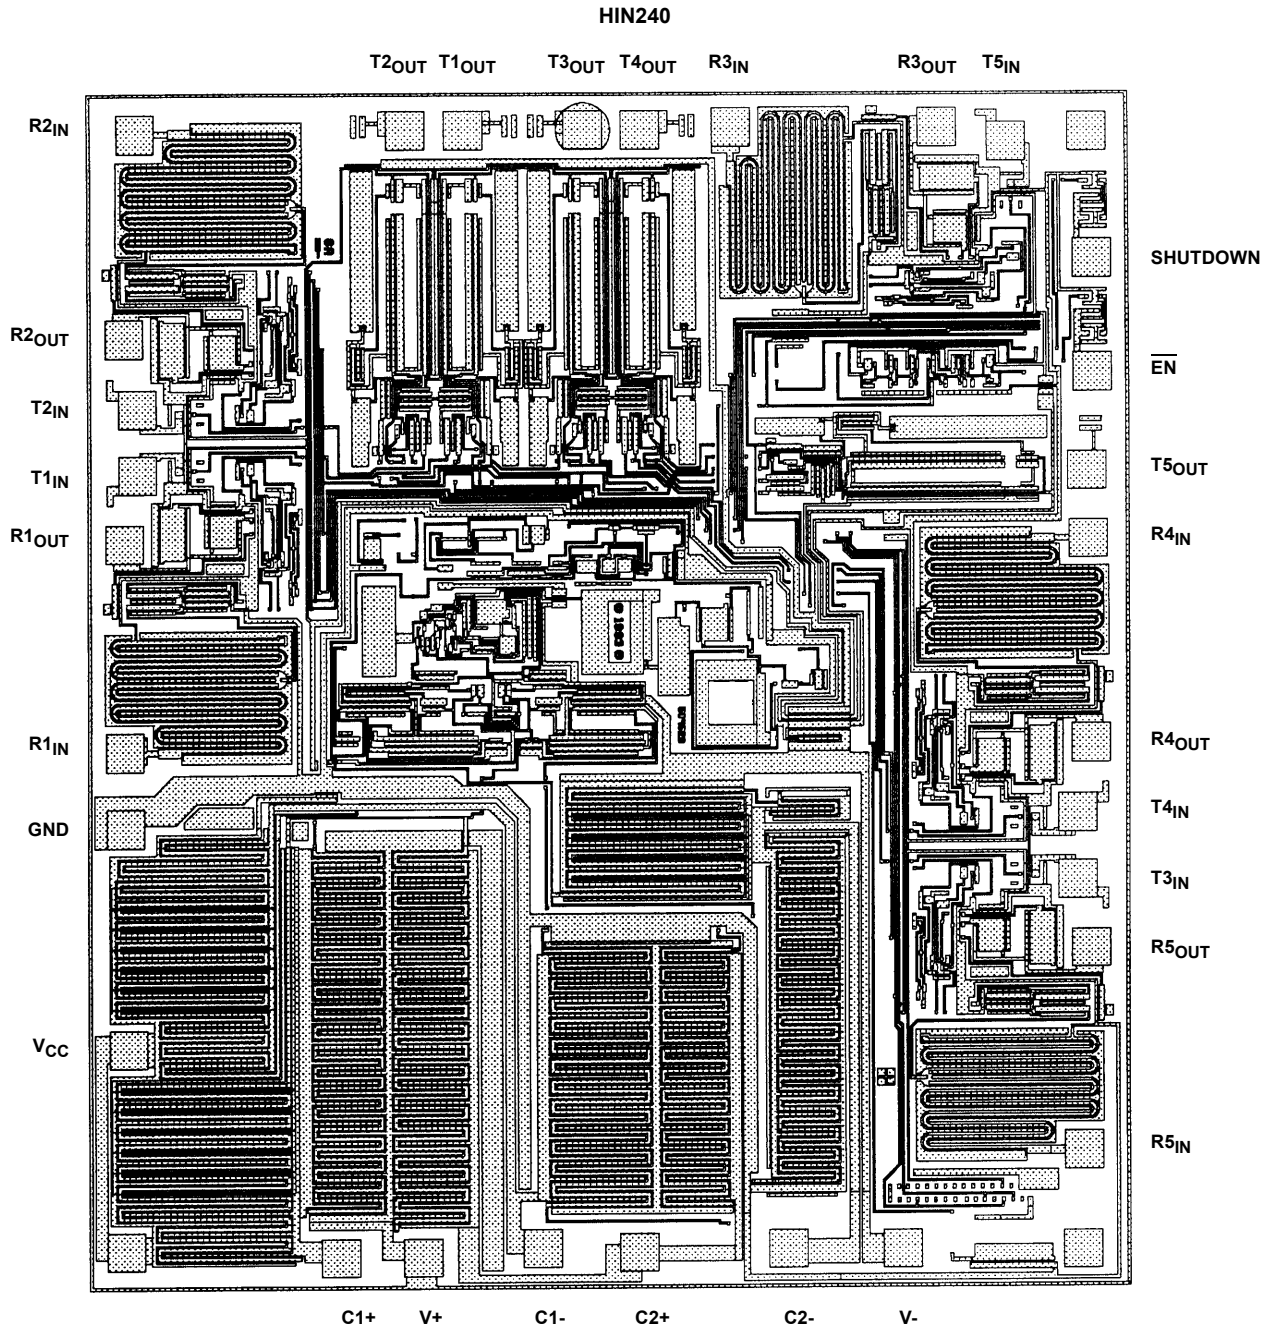 HIN240
T2OUT T1OUT T3OUT T4OUT R3IN R3OUT T5IN
R2IN
SHUTDOWN
R2OUT
EN
T2IN
T5OUT
T1IN
R1OUT
R4IN
R1IN
R4OUT
T4IN
GND
T3IN
R5OUT
VCC
R5IN
C1+ V+ C1- C2+ C2- V-